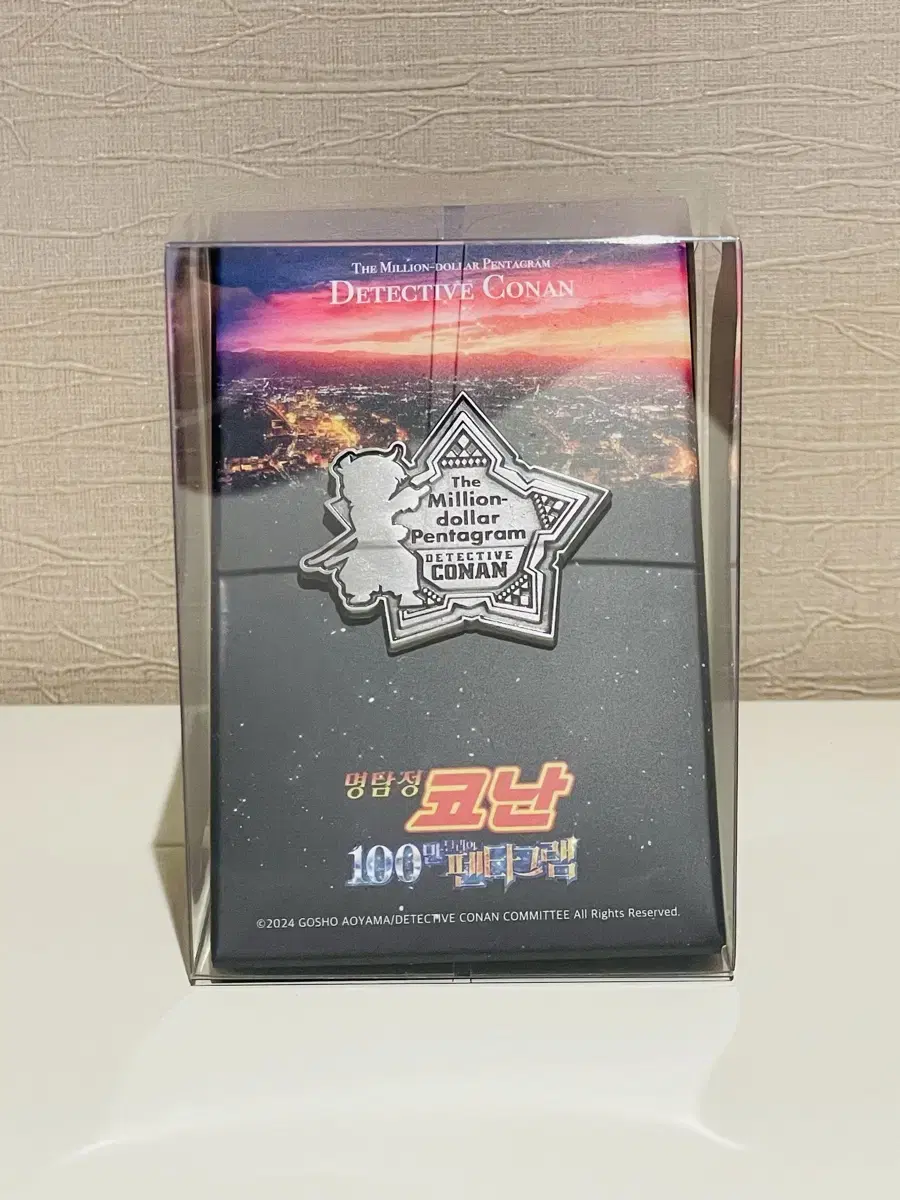 THE MILLION-DOLLAR PENTAGRAM
DETECTIVE CONAN
The
Million-
dollar
Pentagram
DETECTIVE
CONAN
명탐정 코난
100만 달러의 펜타그램
©2024 GOSHO AOYAMA/DETECTIVE CONAN COMMITTEE All Rights Reserved.